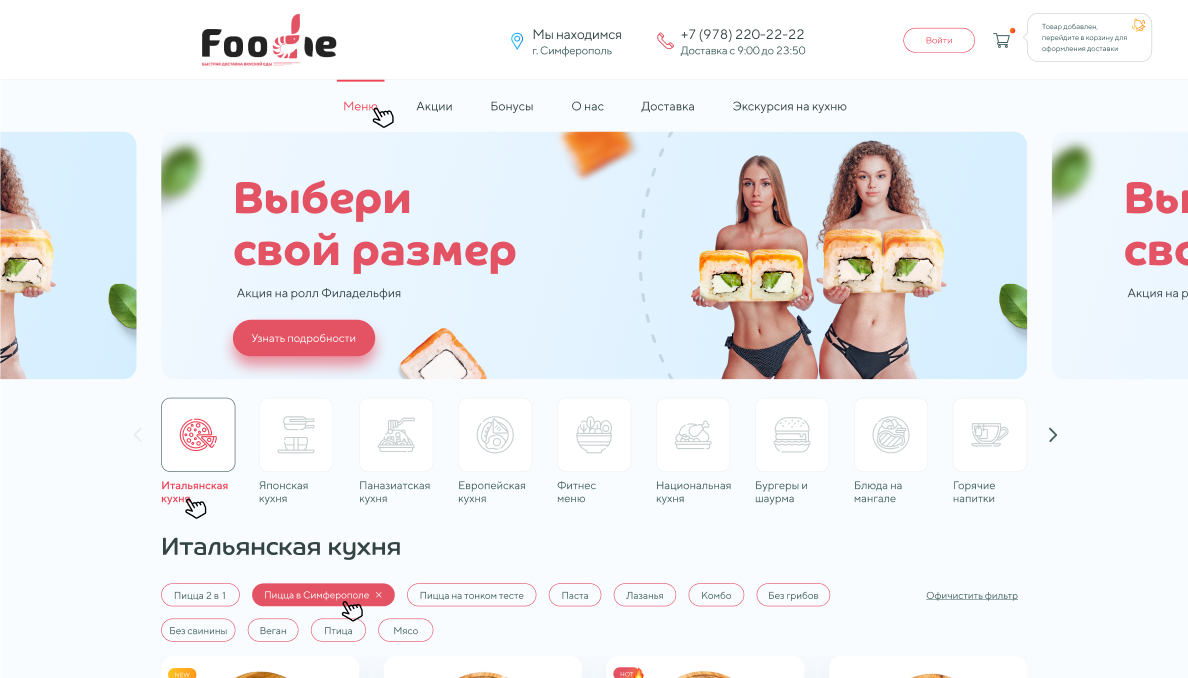 Foodie
БЫСТРАЯ ДОСТАВКА ВКУСНОЙ ЕДЫ
Мы находимся
г. Симферополь
+7 (978) 220-22-22
Доставка с 9:00 до 23:50
Войти
Товар добавлен,
перейдите в корзину для
оформления доставки
Меню
Акции
Бонусы
О нас
Доставка
Экскурсия на кухню
Выбери
свой размер
Акция на ролл Филадельфия
Узнать подробности
Вы
сво
Акция на р
Итальянская
кухня
Японская
кухня
Паназиатская
кухня
Европейская
кухня
Фитнес
меню
Национальная
кухня
Бургеры и
шаурма
Блюда на
мангале
Горячие
напитки
Итальянская кухня
Пицца 2 в 1
Пицца в Симферополе ×
Пицца на тонком тесте
Паста
Лазанья
Комбо
Без грибов
Офичистить фильтр
Без свинины
Веган
Птица
Мясо
NEW
HOT